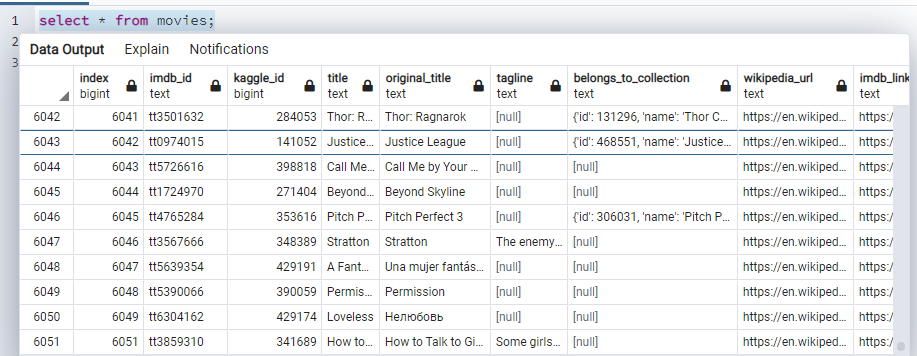 1 select * from movies;
2
3
Data Output Explain Notifications
index imdb_id kaggle_id title original_title tagline belongs_to_collection wikipedia_url imdb_link
bigint text bigint text text text text text text
6042 6041 tt3501632 284053 Thor: R... Thor: Ragnarok [null] {'id': 131296, 'name': 'Thor C... https://en.wikiped... https:/
6043 6042 tt0974015 141052 Justice ... Justice League [null] {'id': 468551, 'name': 'Justice... https://en.wikiped... https:/
6044 6043 tt5726616 398818 Call Me... Call Me by Your ... [null] [null] https://en.wikiped... https:/
6045 6044 tt1724970 271404 Beyond... Beyond Skyline [null] [null] https://en.wikiped... https:/
6046 6045 tt4765284 353616 Pitch P... Pitch Perfect 3 [null] {'id': 306031, 'name': 'Pitch P... https://en.wikiped... https:/
6047 6046 tt3567666 348389 Stratton Stratton The enemy... [null] https://en.wikiped... https:/
6048 6047 tt5639354 429191 A Fant... Una mujer fantás... [null] [null] https://en.wikiped... https:/
6049 6048 tt5390066 390059 Permis... Permission [null] [null] https://en.wikiped... https:/
6050 6049 tt6304162 429174 Loveless Нелюбовь [null] [null] https://en.wikiped... https:/
6051 6051 tt3859310 341689 How to... How to Talk to Gi... Some girls... [null] https://en.wikiped... https:/